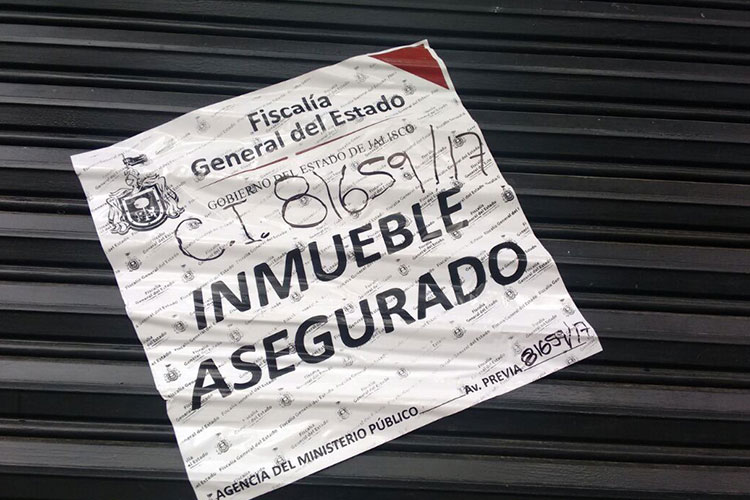 Fiscalía
General del Estado
GOBIERNO DEL ESTADO DE JALISCO
C.I. 81659/17
INMUEBLE
ASEGURADO
Av. PREVIA 81659/17
AGENCIA DEL MINISTERIO PÚBLICO